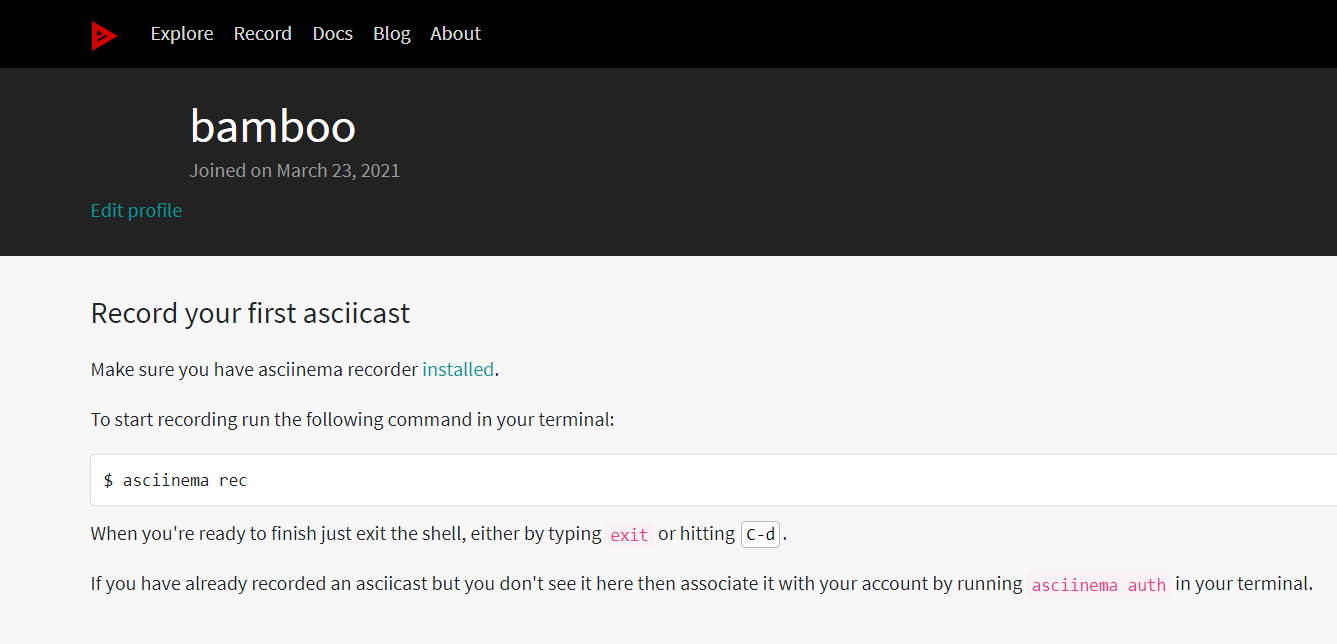 Explore Record Docs Blog About
bamboo
Joined on March 23, 2021
Edit profile
Record your first asciicast
Make sure you have asciinema recorder installed.
To start recording run the following command in your terminal:
$ asciinema rec
When you're ready to finish just exit the shell, either by typing exit or hitting C-d.
If you have already recorded an asciicast but you don't see it here then associate it with your account by running asciinema auth in your terminal.